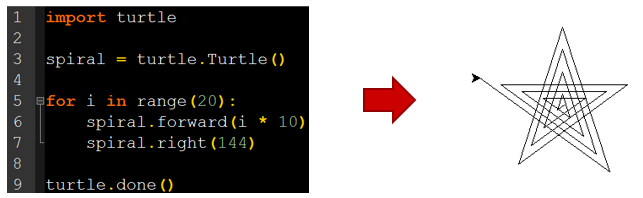 1 import turtle
2
3 spiral = turtle.Turtle()
4
5 for i in range(20):
6     spiral.forward(i * 10)
7     spiral.right(144)
8
9 turtle.done()